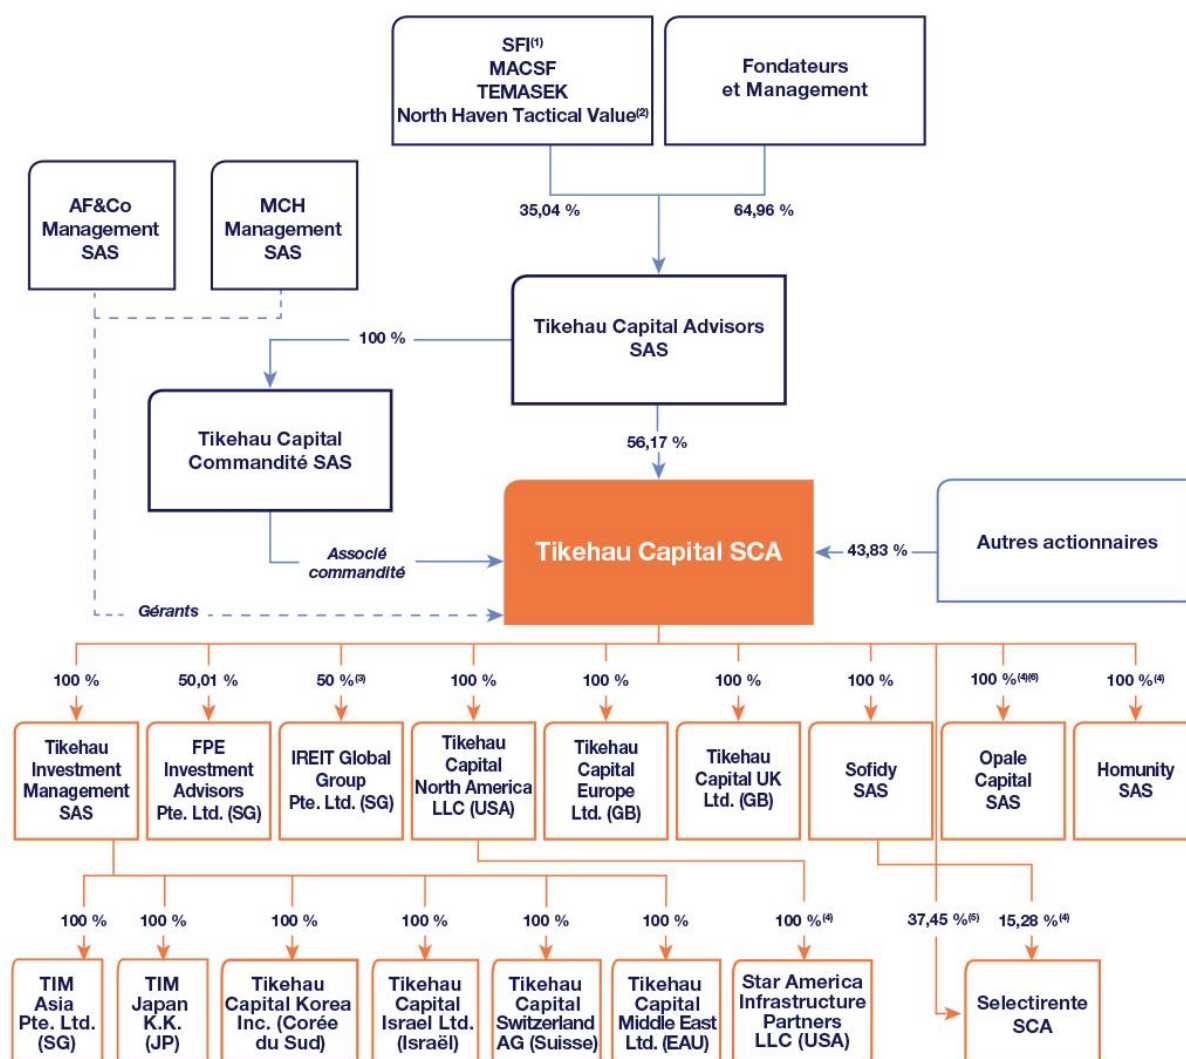 SFI(1)
MACSF
TEMASEK
North Haven Tactical Value(2)
Fondateurs
et Management
AF&Co
Management
SAS
MCH
Management
SAS
35,04 %
64,96 %
Tikehau Capital Advisors
SAS
100 %
Tikehau Capital
Commandité SAS
56,17 %
Tikehau Capital SCA
43,83 %
Autres actionnaires
Associé
commandité
Gérants
100 %
50,01 %
50 %(3)
100 %
100 %
100 %
100 %
100 %(4)(6)
100 %(4)
Tikehau
Investment
Management
SAS
FPE
Investment
Advisors
Pte. Ltd. (SG)
IREIT Global
Group
Pte. Ltd. (SG)
Tikehau
Capital
North America
LLC (USA)
Tikehau
Capital
Europe
Ltd. (GB)
Tikehau
Capital UK
Ltd. (GB)
Sofidy
SAS
Opale
Capital
SAS
Homunity
SAS
100 %
100 %
100 %
100 %
100 %
100 %
100 %(4)
37,45 %(5)
15,28 %(4)
TIM
Asia
Pte. Ltd.
(SG)
TIM
Japan
K.K.
(JP)
Tikehau
Capital Korea
Inc. (Corée
du Sud)
Tikehau
Capital
Israel Ltd.
(Israël)
Tikehau
Capital
Switzerland
AG (Suisse)
Tikehau
Capital
Middle East
Ltd. (EAU)
Star America
Infrastructure
Partners
LLC (USA)
Selectirente
SCA